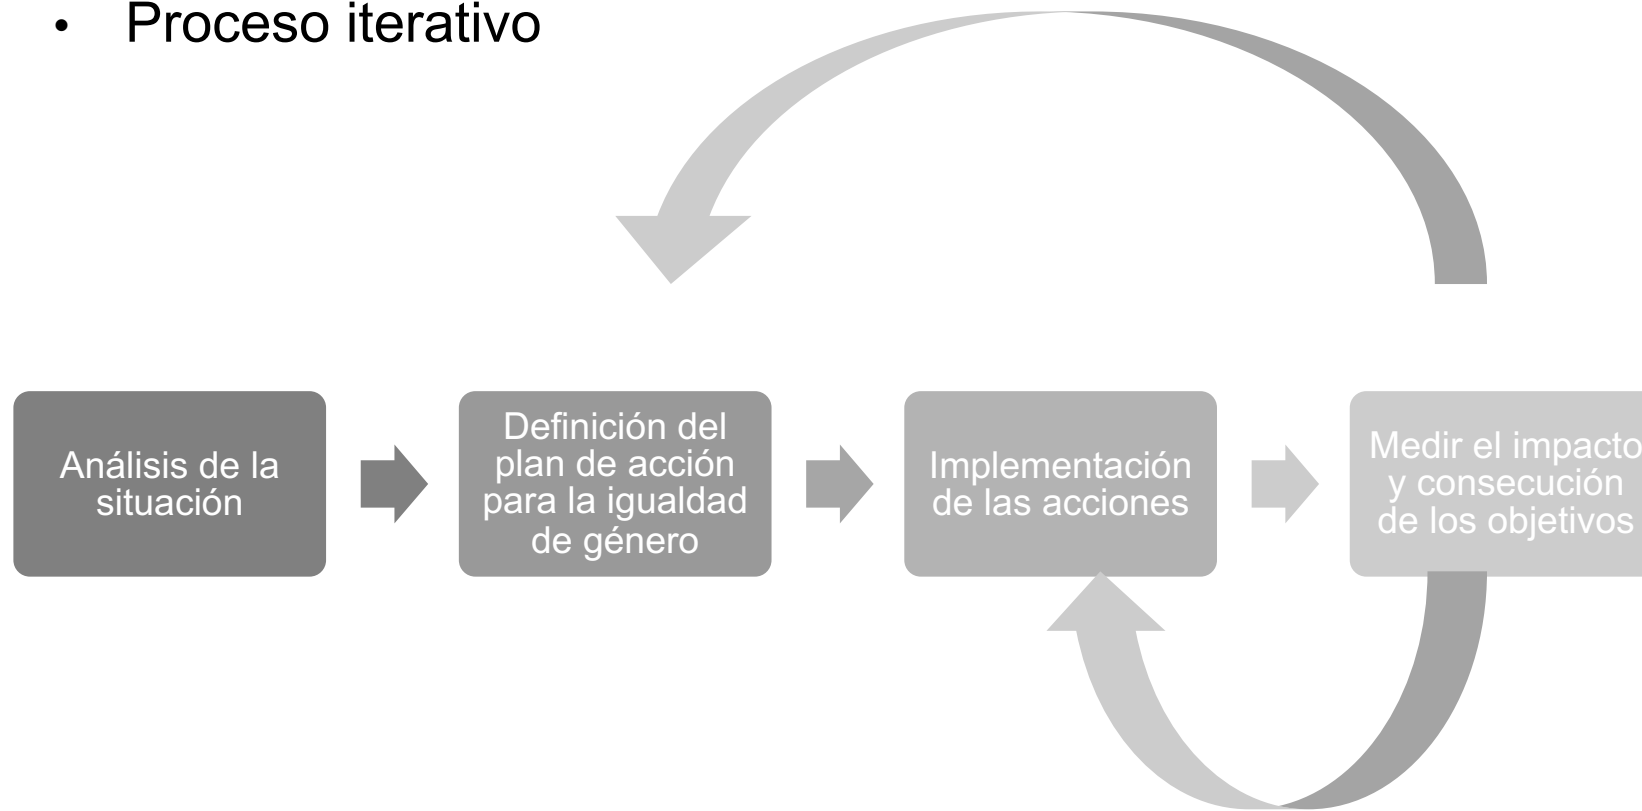 • Proceso iterativo
Análisis de la
situación
Definición del
plan de acción
para la igualdad
de género
Implementación
de las acciones
Medir el impacto
y consecución
de los objetivos